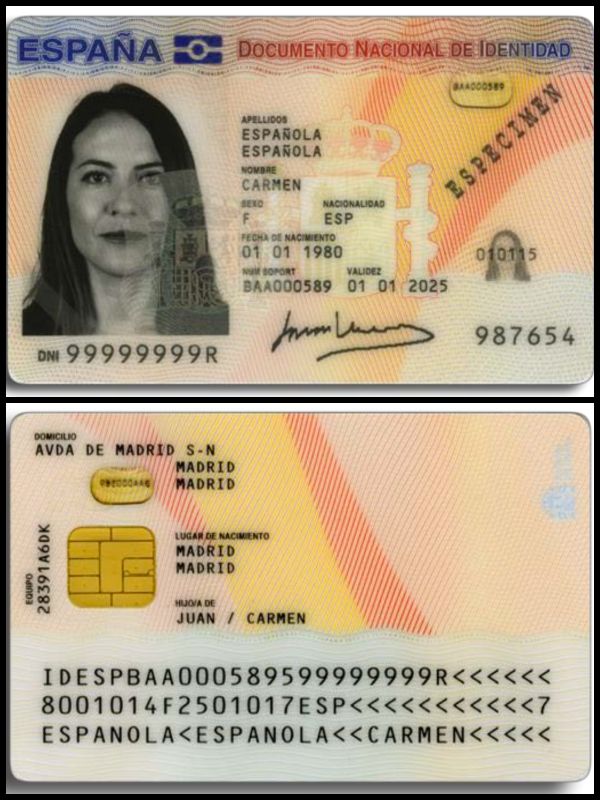 ESPAÑA DOCUMENTO NACIONAL DE IDENTIDAD
BAA000589
ESPECIMEN
APELLIDOS
ESPAÑOLA
ESPAÑOLA
NOMBRE
CARMEN
SEXO NACIONALIDAD
F ESP
FECHA DE NACIMIENTO
01 01 1980
010115
NUM SOPORT VALIDEZ
BAA000589 01 01 2025
987654
DNI 99999999R
DOMICILIO
AVDA DE MADRID S-N
MADRID
MADRID
EQUIPO
28391A6DK
LUGAR DE NACIMIENTO
MADRID
MADRID
HIJO/A DE
JUAN / CARMEN
IDESPBAA000589599999999R<<<<<<
8001014F2501017ESP<<<<<<<<<<<7
ESPANOLA<ESPANOLA<<CARMEN<<<<<